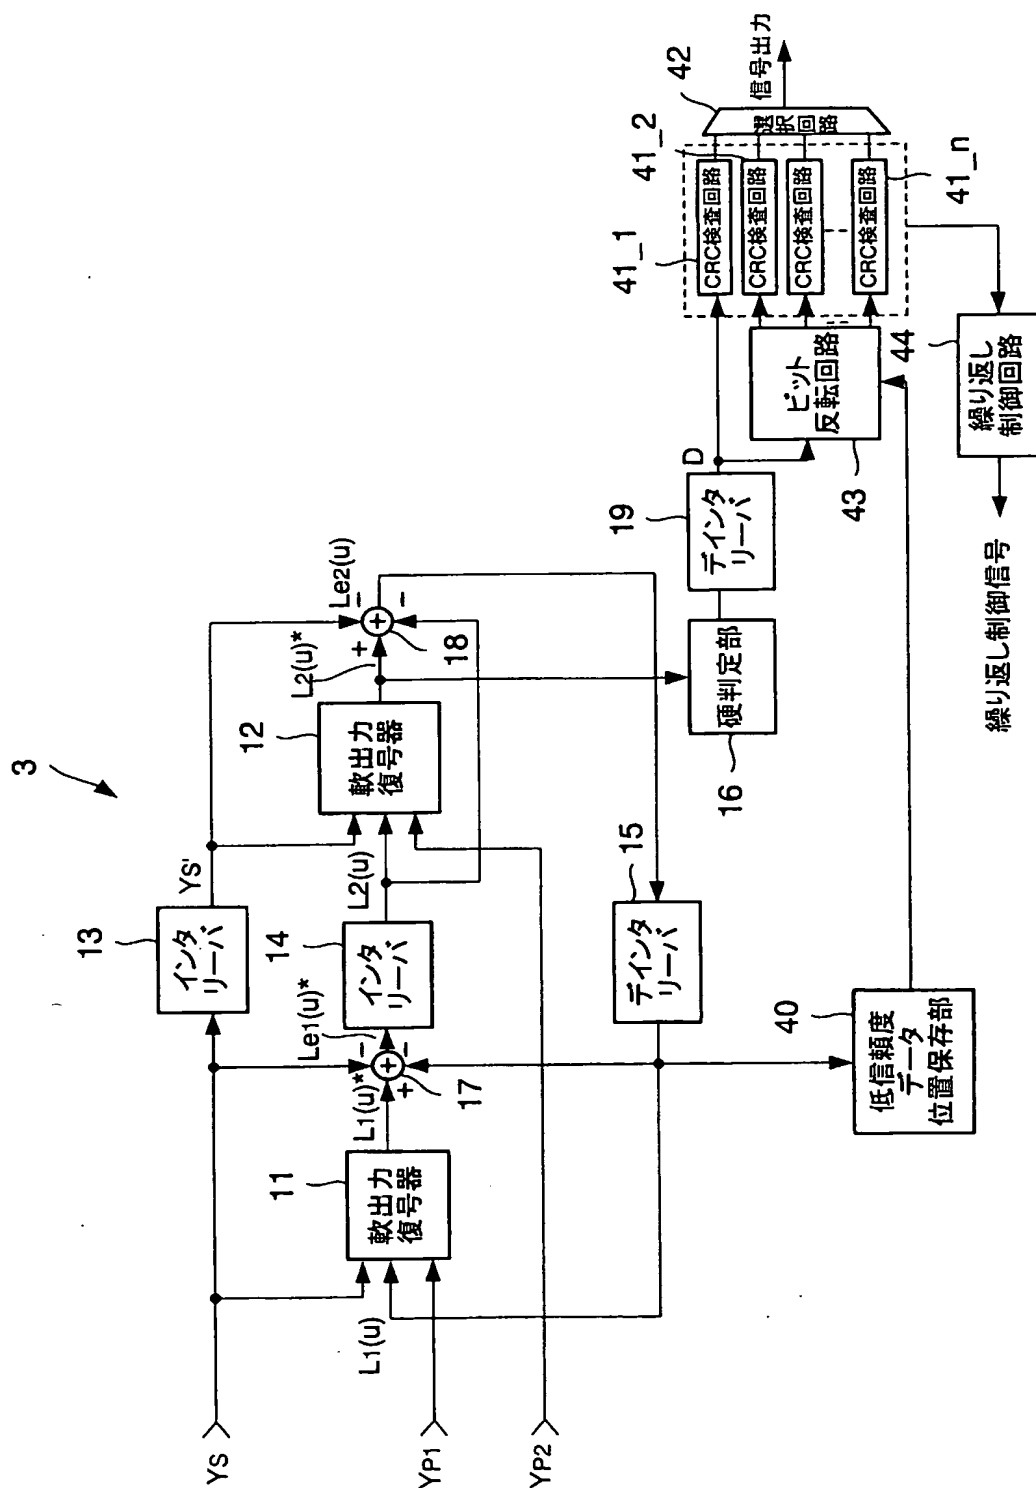 3
YS
YP1
YP2
L1(u)
11
軟出力
復号器
L1(u)*
+
−
−
+
17
Le1(u)*
13
インタ
リーバ
YS'
14
インタ
リーバ
L2(u)
12
軟出力
復号器
L2(u)*
+
−
−
+
18
Le2(u)
15
デインタ
リーバ
16
硬判定部
19
デインタ
リーバ
D
40
低信頼度
データ
位置保存部
43
ビット
反転回路
41_1
CRC検査回路
41_2
CRC検査回路
CRC検査回路
41_n
CRC検査回路
42
選択回路
信号出力
44
繰り返し
制御回路
繰り返し制御信号